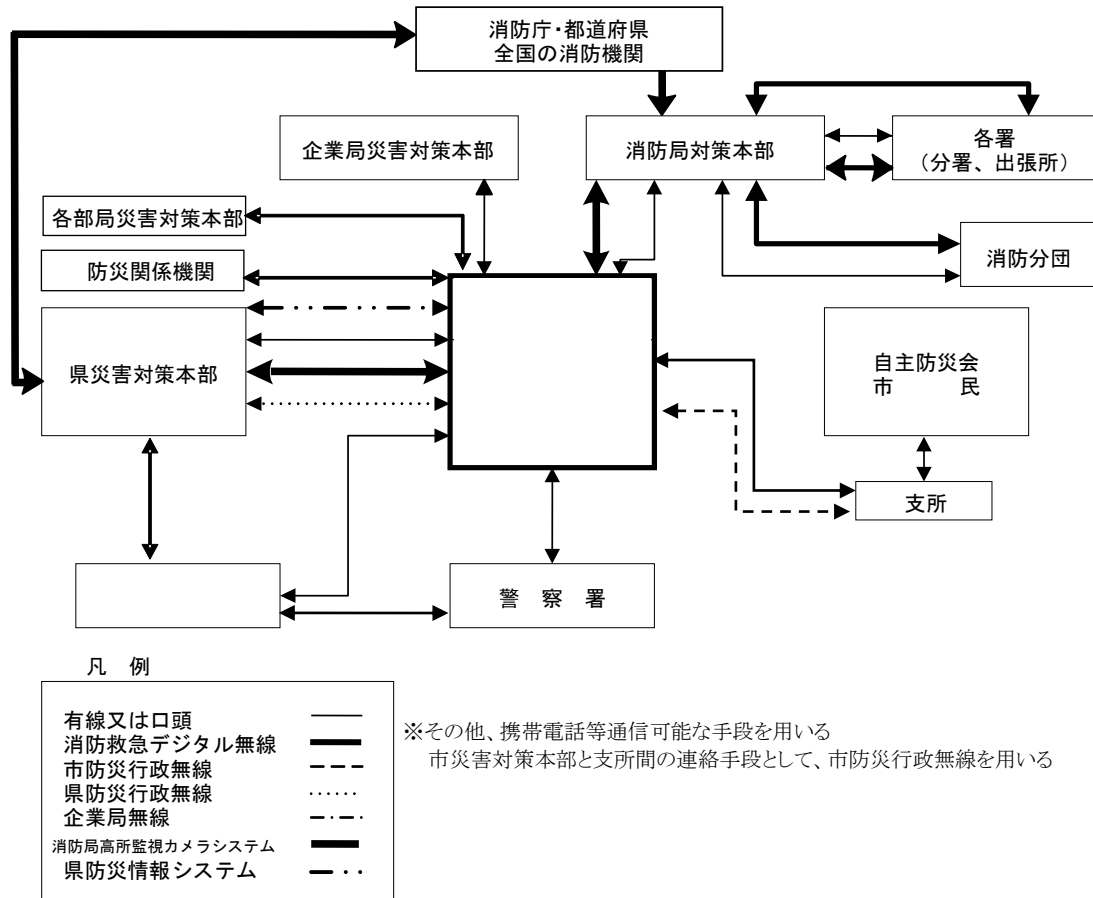 消防庁・都道府県
全国の消防機関
企業局災害対策本部
消防局対策本部
各署
（分署、出張所）
各部局災害対策本部
防災関係機関
消防分団
県災害対策本部
自主防災会
市　　　民
支所
警　察　署
凡　例
有線又は口頭
消防救急デジタル無線
市防災行政無線
県防災行政無線
企業局無線
消防局高所監視カメラシステム
県防災情報システム
※その他、携帯電話等通信可能な手段を用いる
市災害対策本部と支所間の連絡手段として、市防災行政無線を用いる